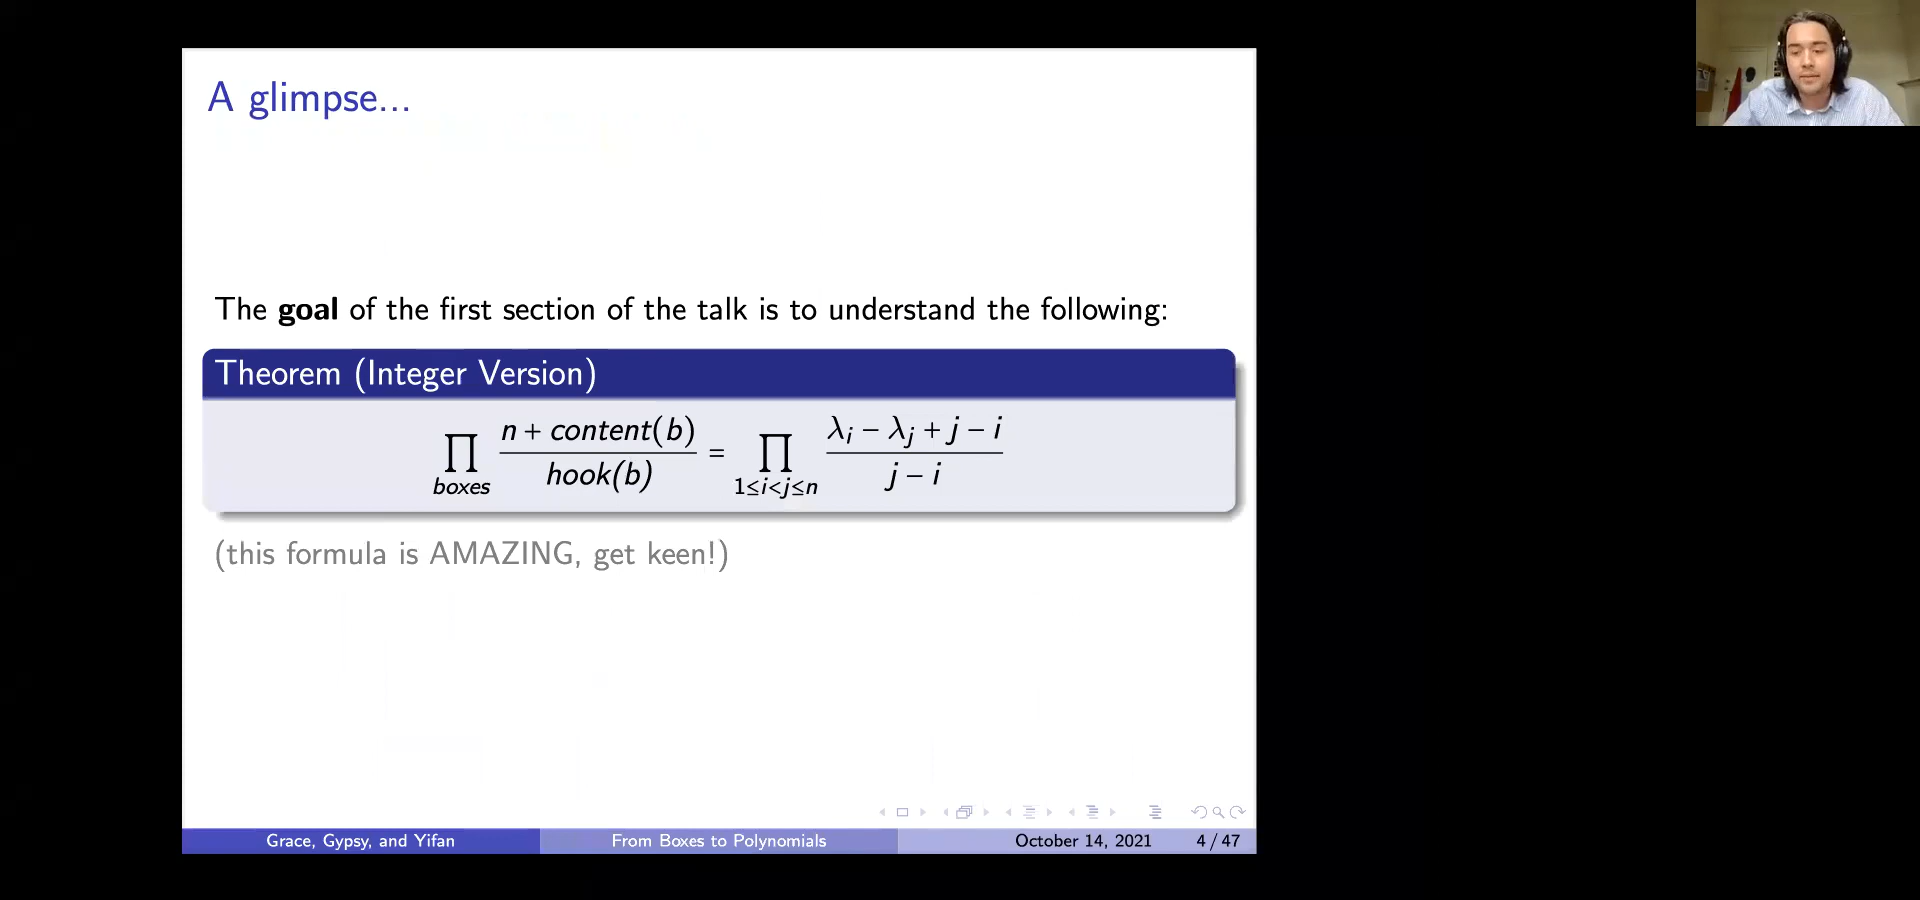 A glimpse...
The goal of the first section of the talk is to understand the following:
Theorem (Integer Version)
∏_{boxes} \frac{n + content(b)}{hook(b)} = ∏_{1≤i<j≤n} \frac{λ_i − λ_j + j − i}{j − i}
(this formula is AMAZING, get keen!)
Grace, Gypsy, and Yifan From Boxes to Polynomials October 14, 2021 4 / 47